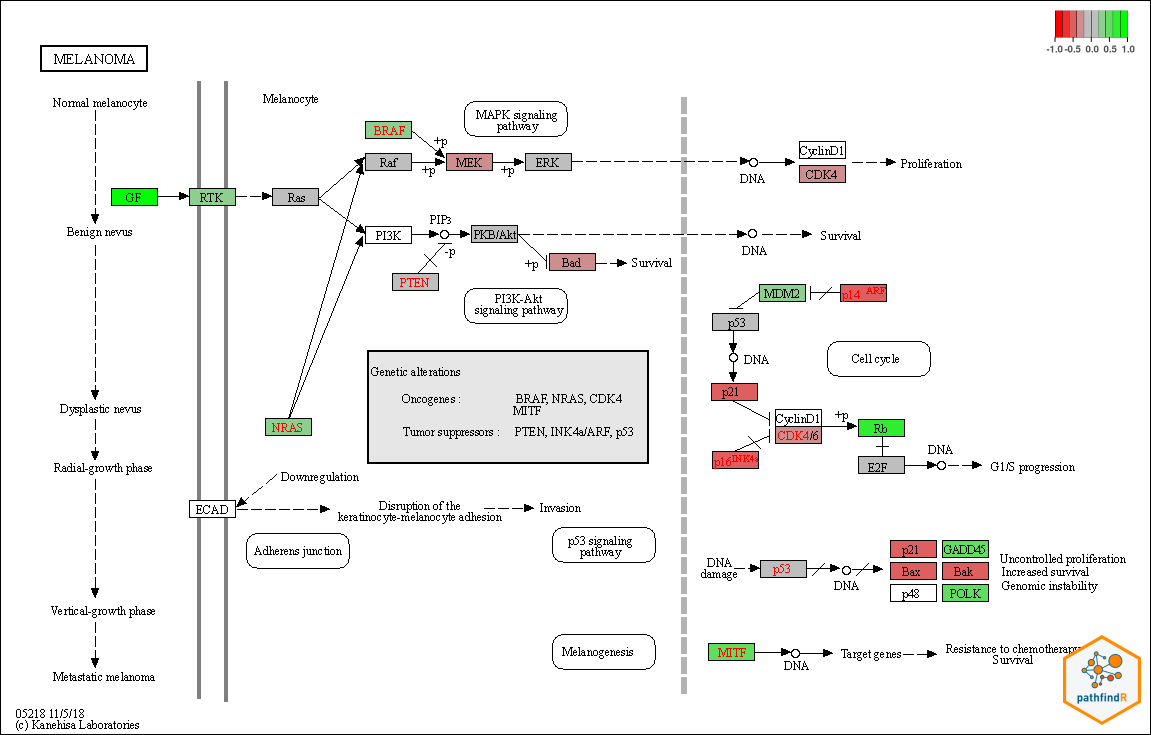 MELANOMA
-1.0 -0.5 0.0 0.5 1.0
Normal melanocyte
Benign nevus
Dysplastic nevus
Radial-growth phase
Vertical-growth phase
Metastatic melanoma
Melanocyte
MAPK signaling
pathway
BRAF
+p
Raf
+p
MEK
+p
ERK
DNA
CyclinD1
CDK4
Proliferation
GF
RTK
Ras
PI3K
PIP3
-p
PKB/Akt
DNA
Survival
+p
Bad
Survival
PTEN
PI3K-Akt
signaling pathway
MDM2
p14 ARF
p53
DNA
Cell cycle
p21
CyclinD1
+p
CDK4/6
Rb
p16INK4a
E2F
DNA
G1/S progression
Genetic alterations
Oncogenes : BRAF, NRAS, CDK4
MITF
Tumor suppressors : PTEN, INK4a/ARF, p53
NRAS
Downregulation
ECAD
Disruption of the
keratinocyte-melanocyte adhesion
Invasion
Adherens junction
p53 signaling
pathway
DNA
damage
p53
DNA
p21
GADD45
Bax
Bak
p48
POLK
Uncontrolled proliferation
Increased survival
Genomic instability
Melanogenesis
MITF
DNA
Target genes
Resistance to chemotherapy
Survival
pathfindR
05218 11/5/18
(c) Kanehisa Laboratories